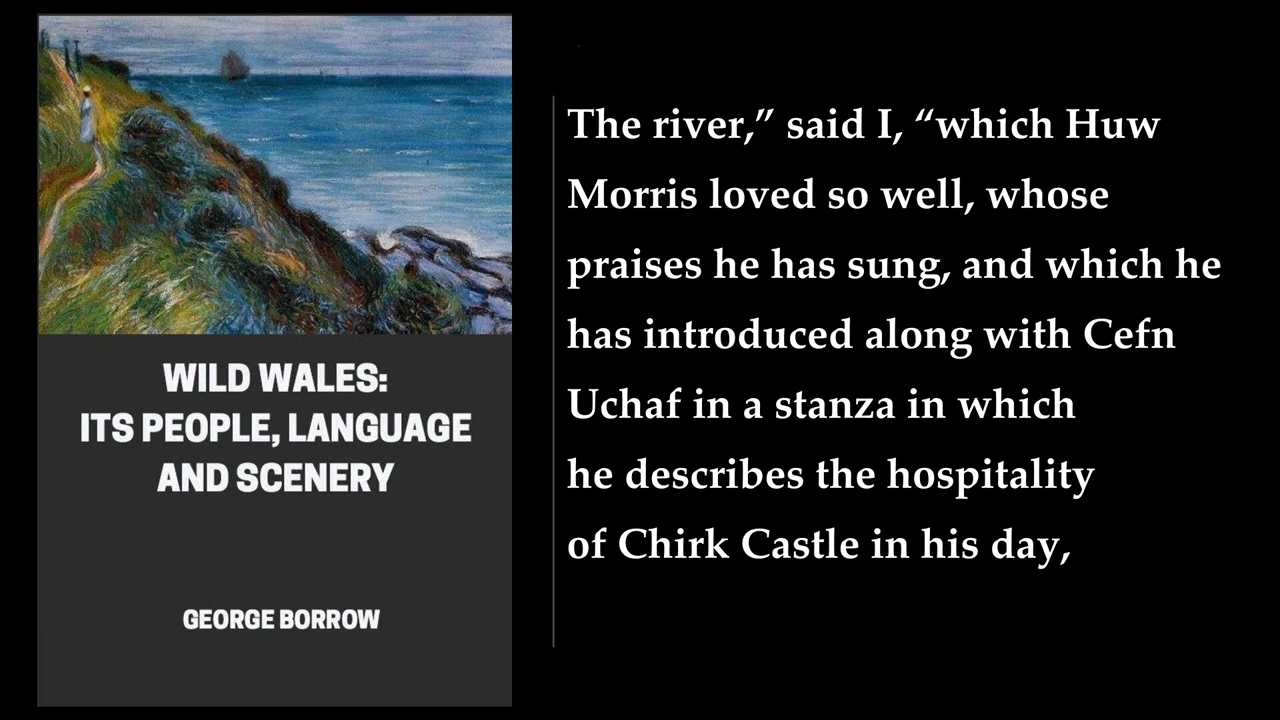 WILD WALES:
ITS PEOPLE, LANGUAGE
AND SCENERY
GEORGE BORROW
The river,” said I, “which Huw
Morris loved so well, whose
praises he has sung, and which he
has introduced along with Cefn
Uchaf in a stanza in which
he describes the hospitality
of Chirk Castle in his day,